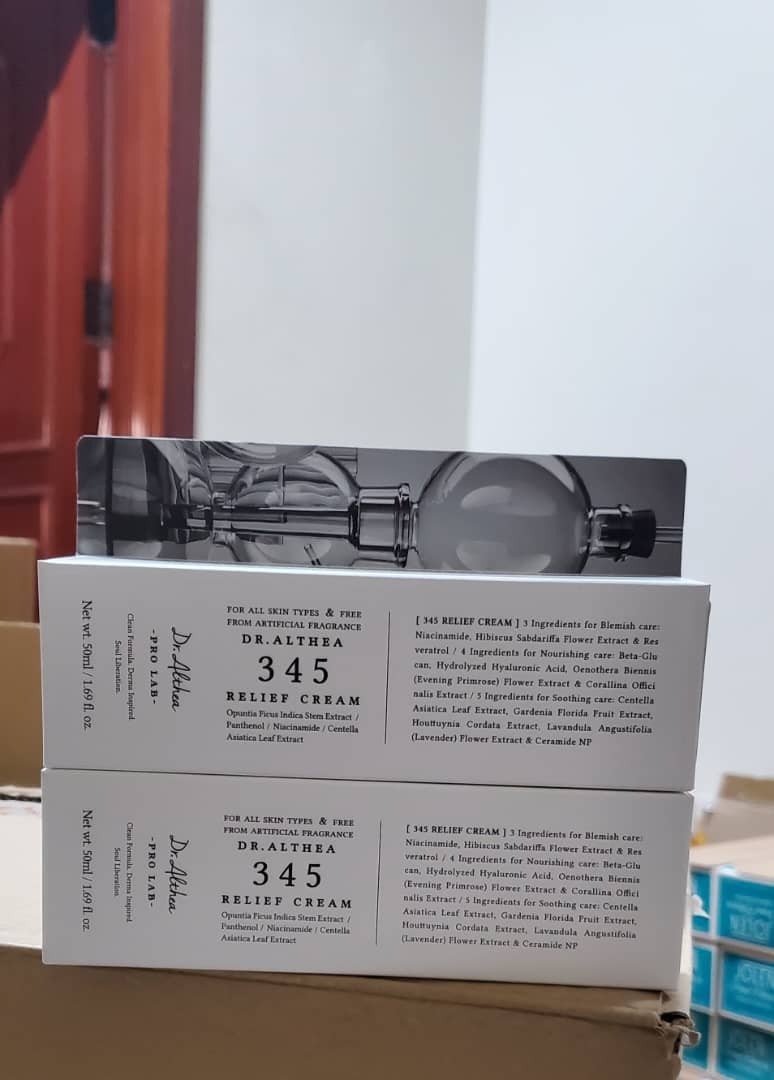 Net wt. 50ml / 1.69 fl. oz.
Clean Formula, Derma Inspired
Soul Liberation.
-PRO LAB-
Dr.Althea
FOR ALL SKIN TYPES & FREE
FROM ARTIFICIAL FRAGRANCE
DR.ALTHEA
345
RELIEF CREAM
Opuntia Ficus Indica Stem Extract /
Panthenol / Niacinamide / Centella
Asiatica Leaf Extract
[ 345 RELIEF CREAM ] 3 Ingredients for Blemish care:
Niacinamide, Hibiscus Sabdariffa Flower Extract & Res
veratrol / 4 Ingredients for Nourishing care: Beta-Glu
can, Hydrolyzed Hyaluronic Acid, Oenothera Biennis
(Evening Primrose) Flower Extract & Corallina Offici
nalis Extract / 5 Ingredients for Soothing care: Centella
Asiatica Leaf Extract, Gardenia Florida Fruit Extract,
Houttuynia Cordata Extract, Lavandula Angustifolia
(Lavender) Flower Extract & Ceramide NP
Net wt. 50ml / 1.69 fl. oz.
Clean Formula, Derma Inspired
Soul Liberation
-PRO LAB-
Dr.Althea
FOR ALL SKIN TYPES & FREE
FROM ARTIFICIAL FRAGRANCE
DR.ALTHEA
345
RELIEF CREAM
Opuntia Ficus Indica Stem Extract /
Panthenol / Niacinamide / Centella
Asiatica Leaf Extract
[ 345 RELIEF CREAM ] 3 Ingredients for Blemish care:
Niacinamide, Hibiscus Sabdariffa Flower Extract & Res
veratrol / 4 Ingredients for Nourishing care: Beta-Glu
can, Hydrolyzed Hyaluronic Acid, Oenothera Biennis
(Evening Primrose) Flower Extract & Corallina Offici
nalis Extract / 5 Ingredients for Soothing care: Centella
Asiatica Leaf Extract, Gardenia Florida Fruit Extract,
Houttuynia Cordata Extract, Lavandula Angustifolia
(Lavender) Flower Extract & Ceramide NP